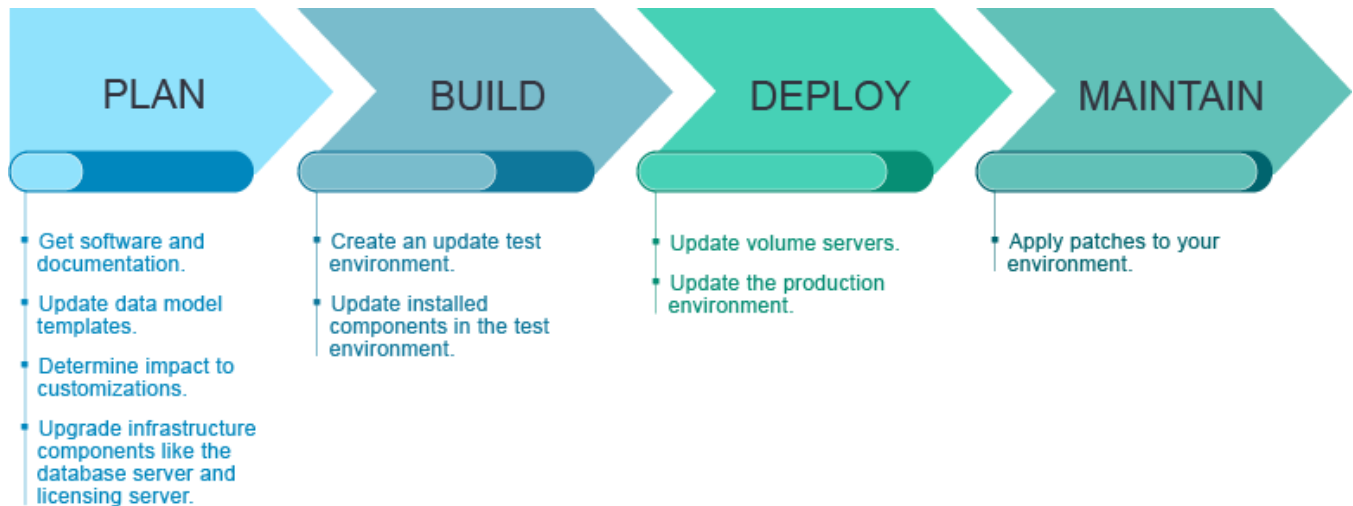 PLAN
BUILD
DEPLOY
MAINTAIN
Get software and
documentation.
Update data model
templates.
Determine impact to
customizations.
Upgrade infrastructure
components like the
database server and
licensing server.
Create an update test
environment.
Update installed
components in the test
environment.
Update volume servers.
Update the production
environment.
Apply patches to your
environment.